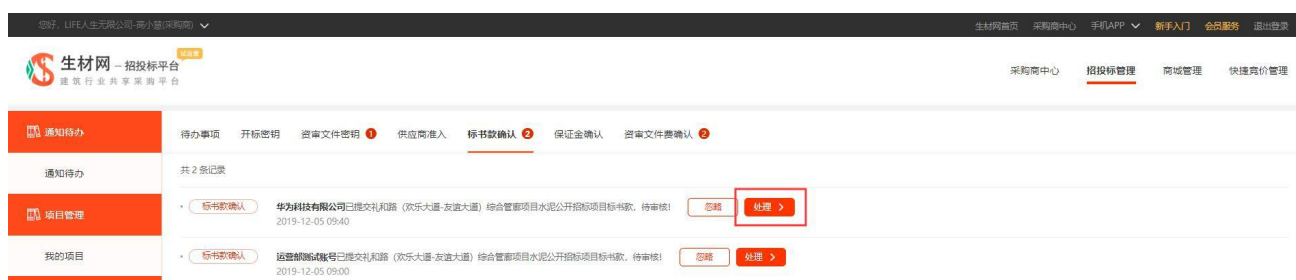 您好, LIFE人生无限公司-高小慧(采购商)
生材网首页 采购商中心 手机APP 新手入门 会员服务 退出登录
生材网 – 招投标平台 试运营
建筑行业共享采购平台
采购商中心 招投标管理 商城管理 快捷竞价管理
通知待办
待办事项 开标密钥 资审文件密钥 1 供应商准入 标书款确认 2 保证金确认 资审文件费确认 2
通知待办
共 2 条记录
项目管理
标书款确认 华为科技有限公司已提交礼和路（欢乐大道-友谊大道）综合管廊项目水泥公开招标项目标书款，待审核! 忽略 处理 >
2019-12-05 09:40
我的项目
标书款确认 运营部测试账号已提交礼和路（欢乐大道-友谊大道）综合管廊项目水泥公开招标项目标书款，待审核! 忽略 处理 >
2019-12-05 09:00